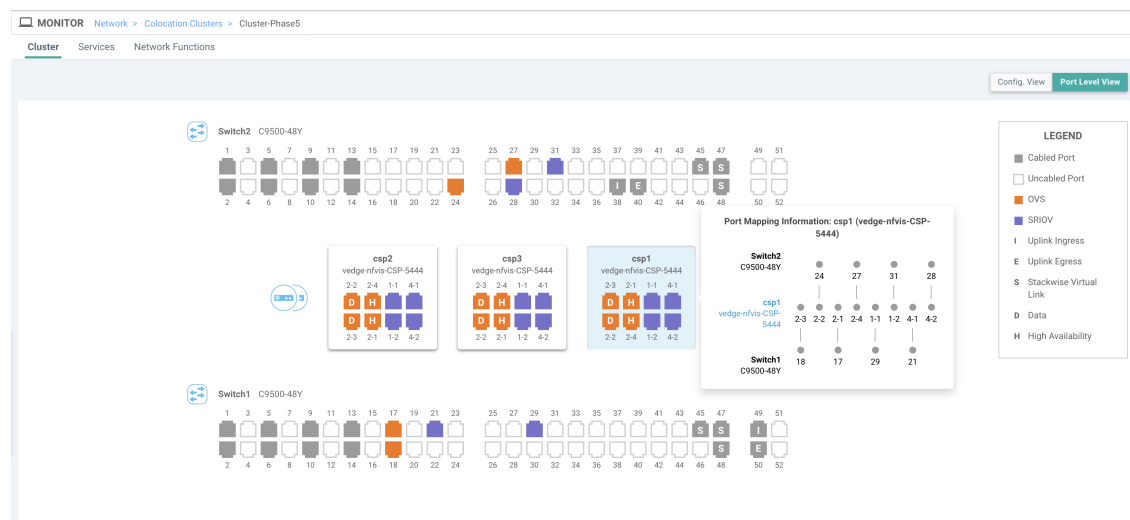 MONITOR Network > Colocation Clusters > Cluster-Phase5
Cluster Services Network Functions
Config. View Port Level View
Switch2 C9500-48Y
1 3 5 7 9 11 13 15 17 19 21 23 25 27 29 31 33 35 37 39 41 43 45 47 49 51
S S
I E S
2 4 6 8 10 12 14 16 18 20 22 24 26 28 30 32 34 36 38 40 42 44 46 48 50 52
LEGEND
Cabled Port
Uncabled Port
OVS
SRIOV
I Uplink Ingress
E Uplink Egress
S Stackwise Virtual
Link
D Data
H High Availability
csp2
vedge-nfvis-CSP-5444
2-2 2-4 1-1 4-1
D H
D H
2-3 2-1 1-2 4-2
csp3
vedge-nfvis-CSP-5444
2-3 2-1 1-1 4-1
D H
D H
2-2 2-4 1-2 4-2
csp1
vedge-nfvis-CSP-5444
2-3 2-1 1-1 4-1
D H
D H
2-2 2-4 1-2 4-2
Port Mapping Information: csp1 (vedge-nfvis-CSP-
5444)
Switch2
C9500-48Y
24 27 31 28
csp1
vedge-nfvis-CSP-
5444
2-3 2-2 2-1 2-4 1-1 1-2 4-1 4-2
Switch1
C9500-48Y
18 17 29 21
Switch1 C9500-48Y
1 3 5 7 9 11 13 15 17 19 21 23 25 27 29 31 33 35 37 39 41 43 45 47 49 51
S S I
S E
2 4 6 8 10 12 14 16 18 20 22 24 26 28 30 32 34 36 38 40 42 44 46 48 50 52